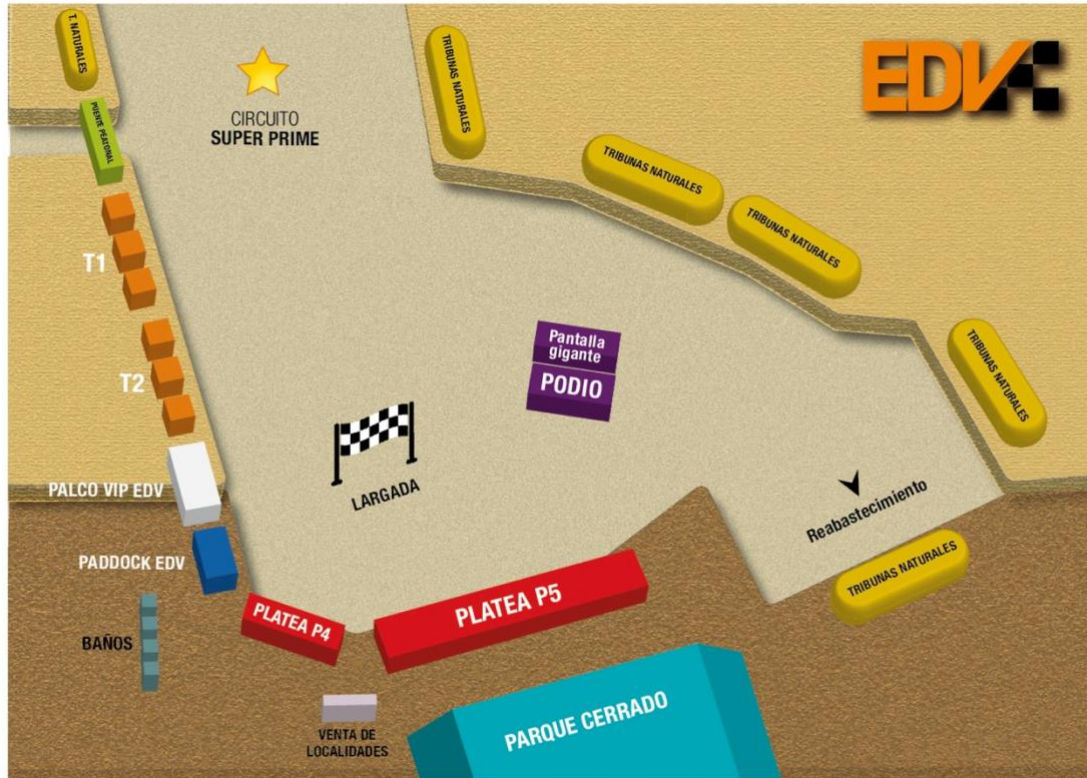 T. NATURALES
PUENTE PEATONAL
CIRCUITO
SUPER PRIME
TRIBUNAS NATURALES
EDV
TRIBUNAS NATURALES
TRIBUNAS NATURALES
T1
T2
Pantalla
gigante
PODIO
TRIBUNAS NATURALES
PALCO VIP EDV
LARGADA
Reabastecimiento
PADDOCK EDV
TRIBUNAS NATURALES
PLATEA P4
PLATEA P5
BAÑOS
VENTA DE
LOCALIDADES
PARQUE CERRADO